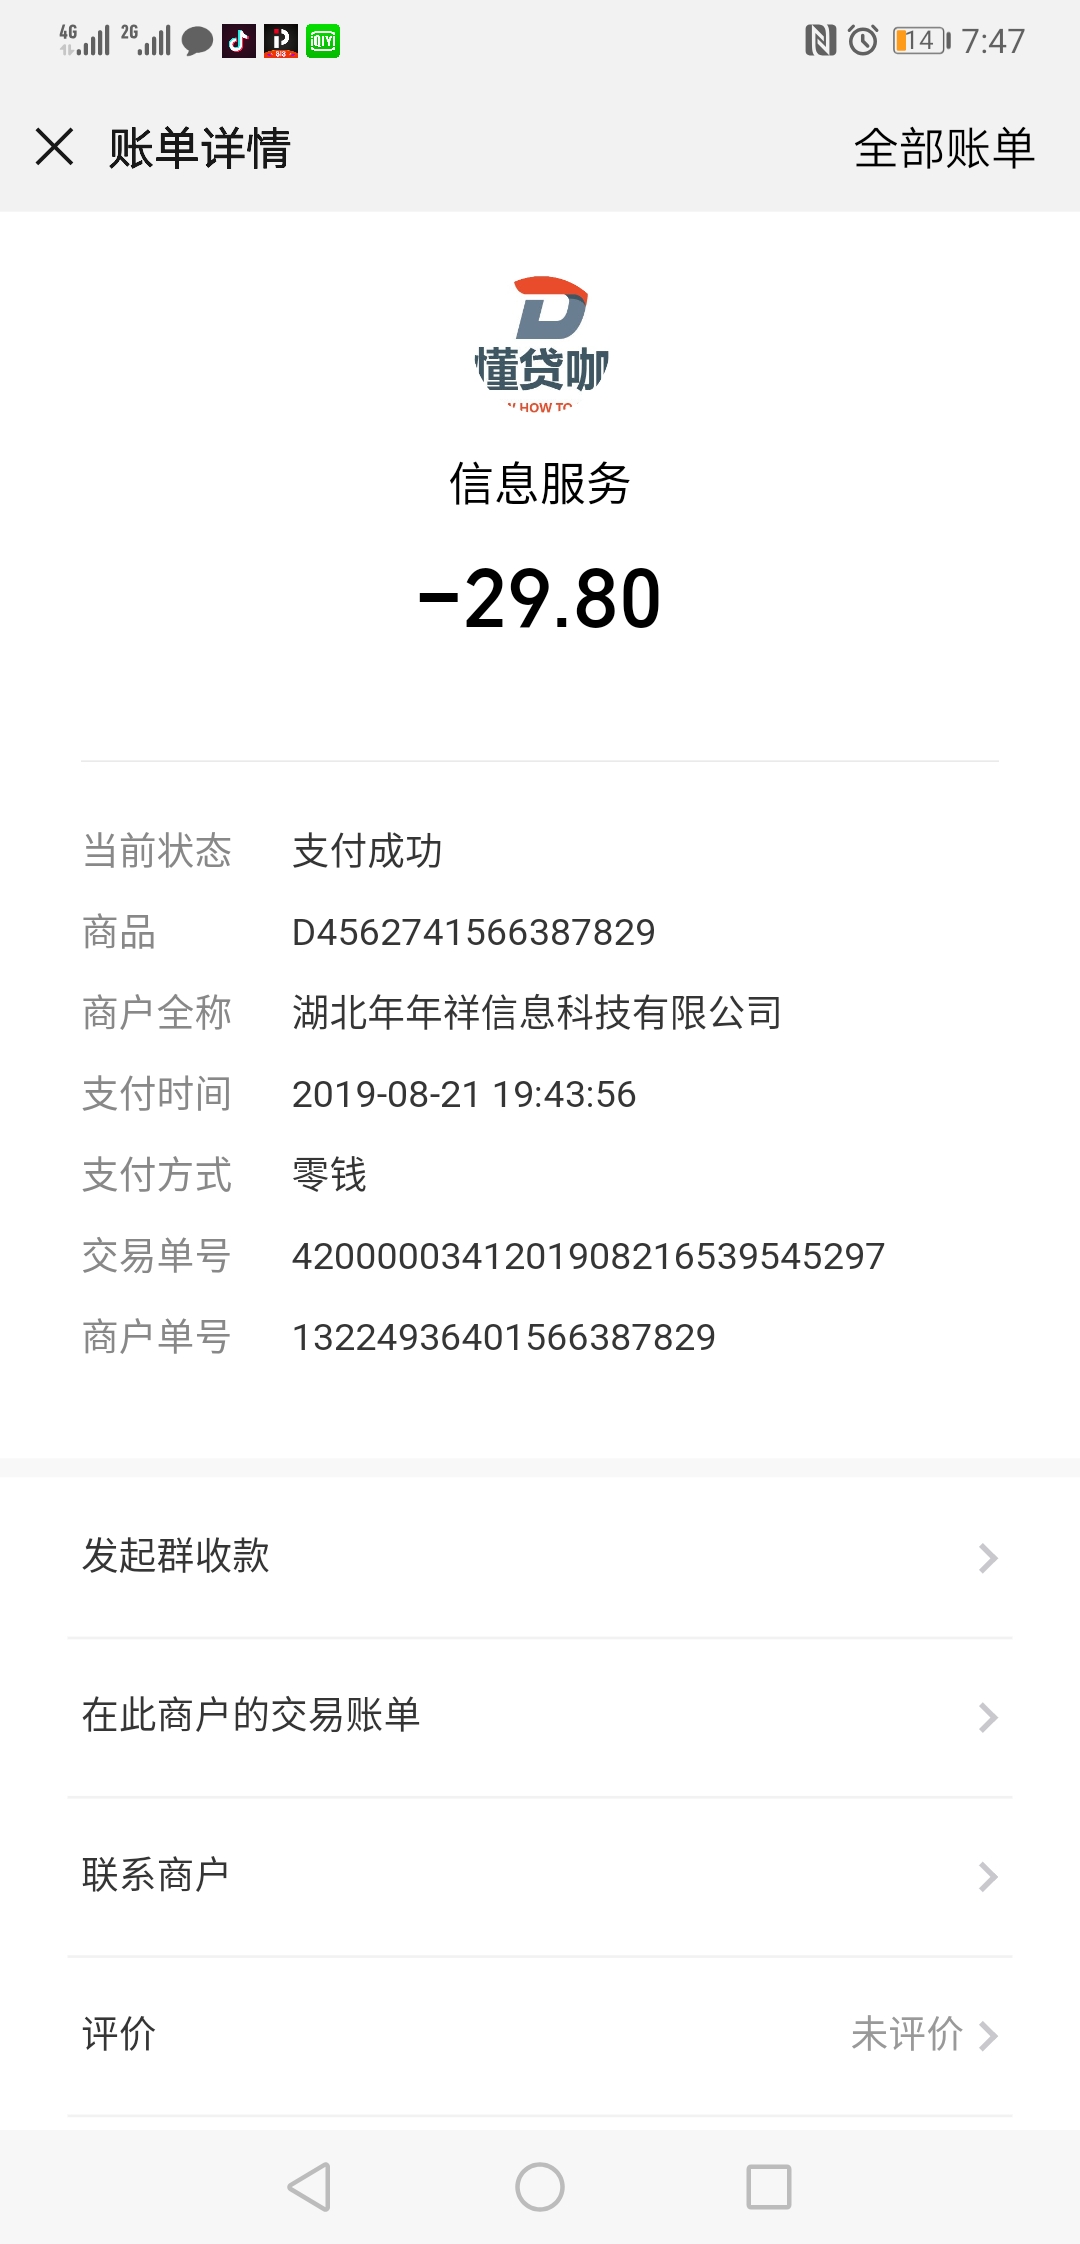 4G 2G 14 7:47
账单详情 全部账单
懂贷咖
HOW TO
信息服务
-29.80
当前状态 支付成功
商品 D4562741566387829
商户全称 湖北年年祥信息科技有限公司
支付时间 2019-08-21 19:43:56
支付方式 零钱
交易单号 4200000341201908216539545297
商户单号 13224936401566387829
发起群收款
在此商户的交易账单
联系商户
评价 未评价